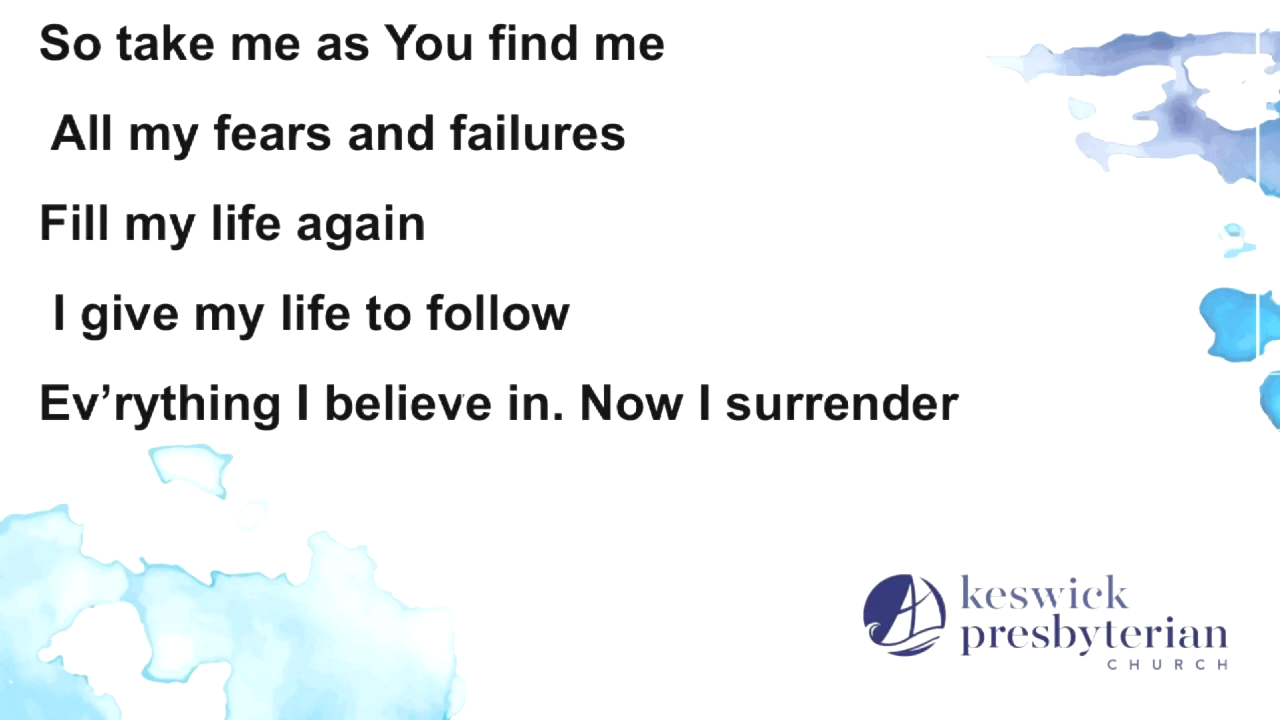 So take me as You find me
All my fears and failures
Fill my life again
I give my life to follow
Ev’rything I believe in. Now I surrender
keswick
presbyterian
CHURCH